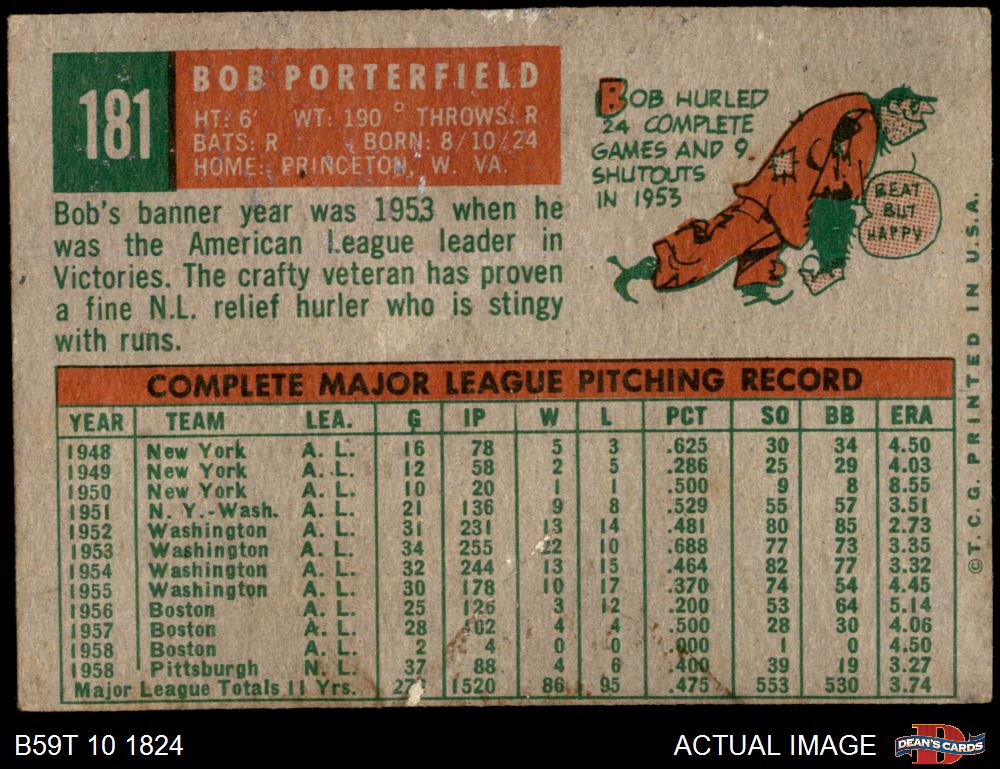 181
BOB PORTERFIELD
HT: 6' WT: 190 THROWS: R
BATS: R BORN: 8/10/24
HOME: PRINCETON, W. VA.
Bob's banner year was 1953 when he
was the American League leader in
Victories. The crafty veteran has proven
a fine N.L. relief hurler who is stingy
with runs.
BOB HURLED
24 COMPLETE
GAMES AND 9
SHUTOUTS
IN 1953
BEAT
BUT
HAPPY
COMPLETE MAJOR LEAGUE PITCHING RECORD
YEAR TEAM LEA. G IP W L PCT SO BB ERA
1948 New York A. L. 16 78 5 3 .625 30 34 4.50
1949 New York A. L. 12 58 2 5 .286 25 29 4.03
1950 New York A. L. 10 20 1 1 .500 9 8 8.55
1951 N. Y.-Wash. A. L. 21 136 9 8 .529 55 57 3.51
1952 Washington A. L. 31 231 13 14 .481 80 85 2.73
1953 Washington A. L. 34 255 22 10 .688 77 73 3.35
1954 Washington A. L. 32 244 13 15 .464 82 77 3.32
1955 Washington A. L. 30 178 10 17 .370 74 54 4.45
1956 Boston A. L. 25 126 3 12 .200 53 64 5.14
1957 Boston A. L. 28 102 4 4 .500 28 30 4.06
1958 Boston A. L. 2 4 0 0 .000 1 0 4.50
1958 Pittsburgh N. L. 37 88 4 6 .400 39 19 3.27
Major League Totals 11 Yrs. 1520 86 95 .475 553 530 3.74
© T. C. G. PRINTED IN U.S.A.
B59T 10 1824
ACTUAL IMAGE
D
DEAN'S CARDS